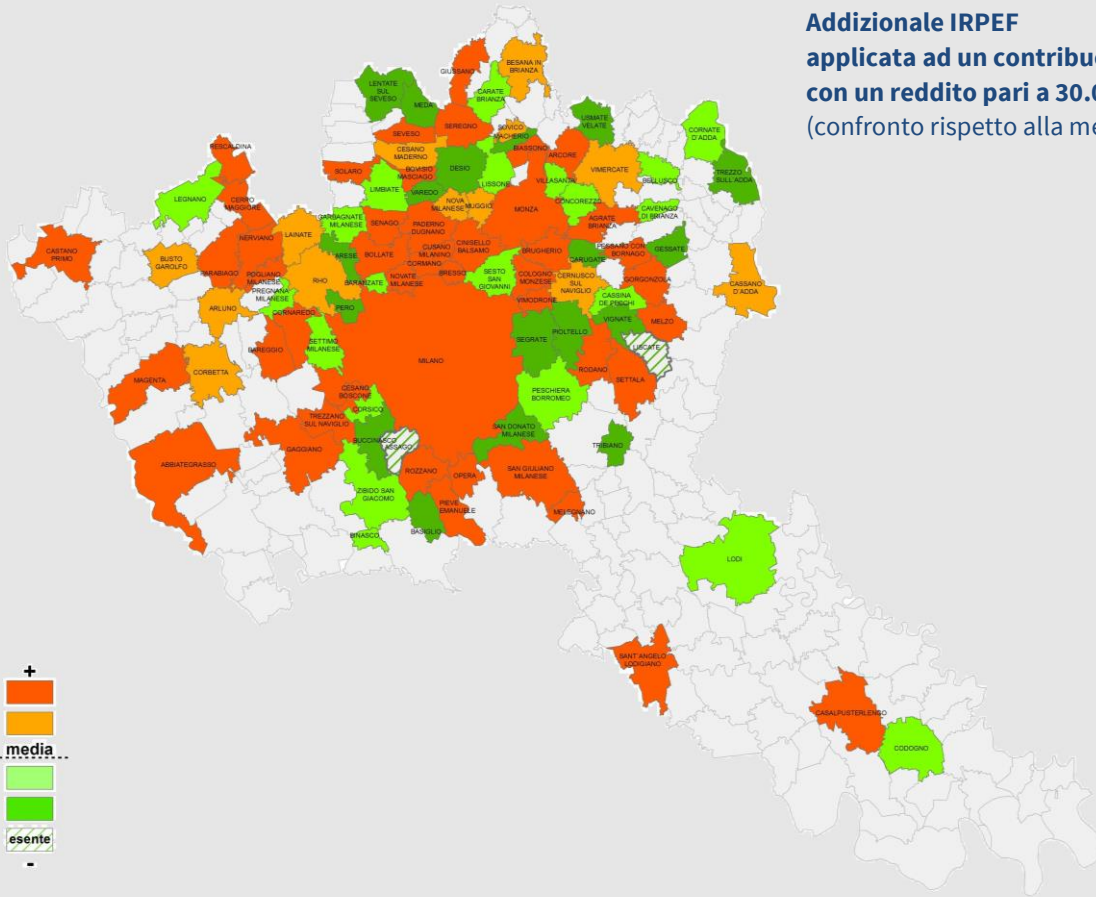 Addizionale IRPEF
applicata ad un contribuc
con un reddito pari a 30.0
(confronto rispetto alla me
GIUSSANO
BESANA IN
BRIANZA
LENTATE
SUL
SEVESO
MEDA
CARATE
BRIANZA
USMATE
VELATE
CORNATE
D'ADDA
SEREGNO
SEVESO
SOVICO
MACHERIO
BIASSONO
ARCORE
RESCALDINA
CESANO
MADERNO
SOLARO
BOVISIO
MASCIAGO
DESIO
VIMERCATE
BELLUSCO
TREZZO
SULL'ADDA
LISSONE
VILLASANTA
LEGNANO
LIMBIATE
VAREDO
CERRO
MAGGIORE
NOVA
MILANESE
MUGGIO'
MONZA
CONCOREZZO
CAVENAGO
DI BRIANZA
GARBAGNATE
MILANESE
SENAGO
PADERNO
DUGNANO
AGRATE
BRIANZA
NERVIANO
LAINATE
CASTANO
PRIMO
BUSTO
GAROLFO
PARABIAGO
POGLIANO
MILANESE
ARESE
BOLLATE
CUSANO
MILANINO
CORMANO
CINISELLO
BALSAMO
BRUGHERIO
CARUGATE
PESSANO CON
BORNAGO
GESSATE
RHO
BARANZATE
NOVATE
MILANESE
BRESSO
SESTO
SAN
GIOVANNI
COLOGNO
MONZESE
CERNUSCO
SUL
NAVIGLIO
GORGONZOLA
CASSANO
D'ADDA
PREGNANA
MILANESE
ARLUNO
CORNAREDO
PERO
VIMODRONE
CASSINA
DE PECCHI
VIGNATE
MELZO
BAREGGIO
SETTIMO
MILANESE
MILANO
SEGRATE
PIOLTELLO
LISCATE
MAGENTA
CORBETTA
RODANO
SETTALA
CESANO
BOSCONE
PESCHIERA
BORROMEO
CORSICO
TREZZANO
SUL NAVIGLIO
SAN DONATO
MILANESE
BUCCINASCO
ASSAGO
TRIBIANO
GAGGIANO
ABBIATEGRASSO
ROZZANO
OPERA
SAN GIULIANO
MILANESE
ZIBIDO SAN
GIACOMO
PIEVE
EMANUELE
MELEGNANO
BASIGLIO
BINASCO
LODI
SANT'ANGELO
LODIGIANO
CASALPUSTERLENGO
CODOGNO
+
media
esente
-